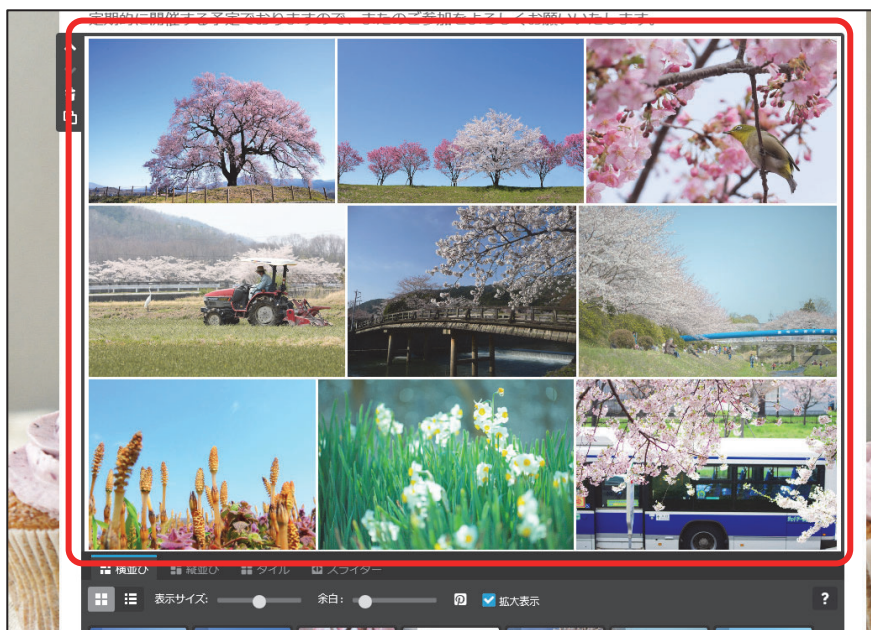 定期的に開催する予定でおりますので、またのご参加をよろしくお願いいたします。
横並び 縦並び タイル スライダー
表示サイズ: 余白: 拡大表示 ?